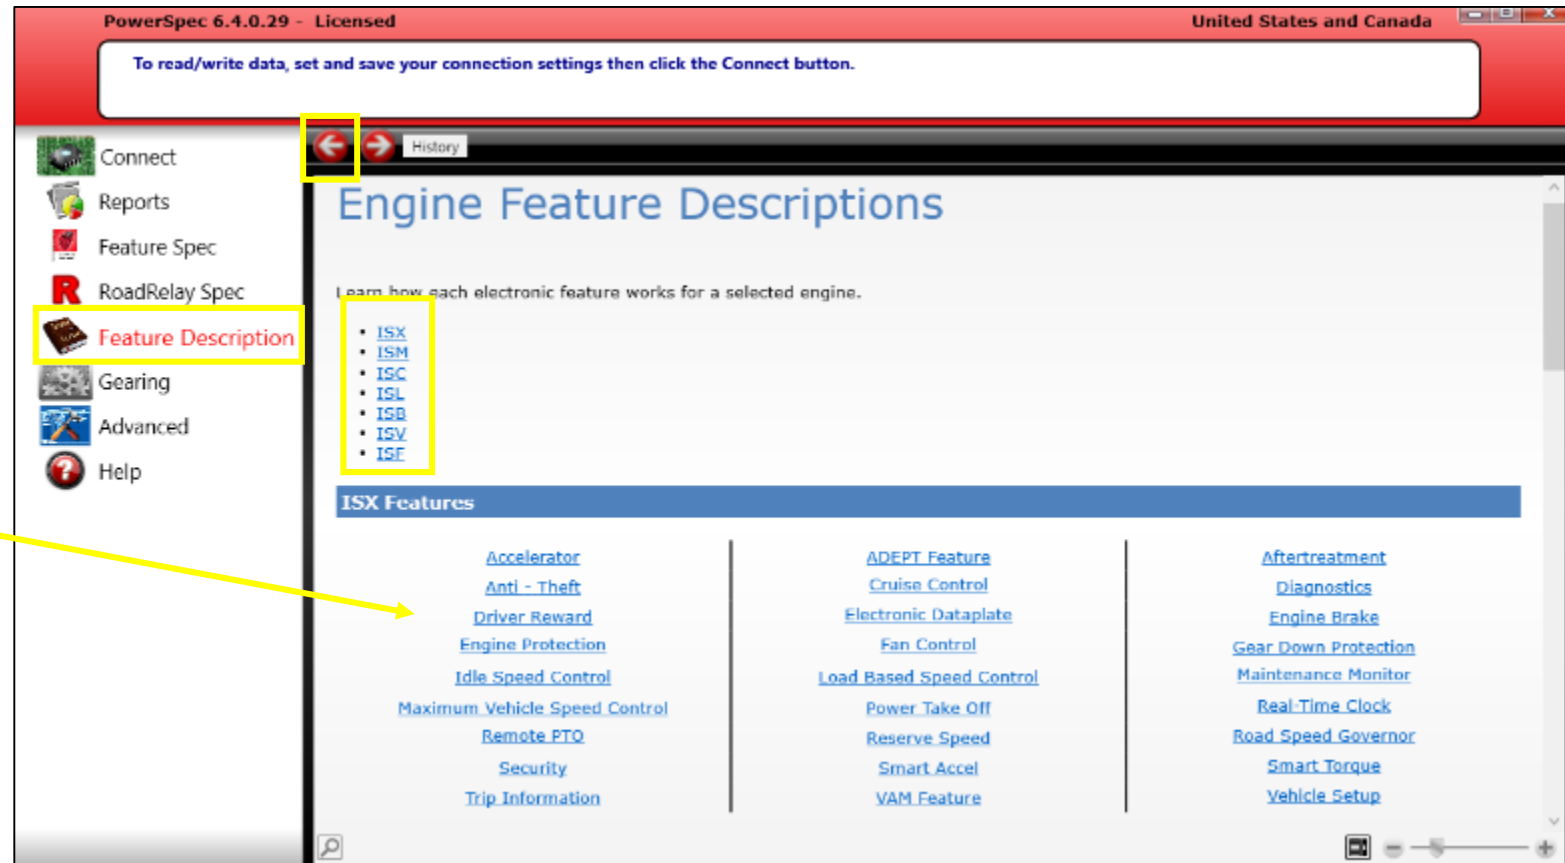 PowerSpec 6.4.0.29 - Licensed
United States and Canada
To read/write data, set and save your connection settings then click the Connect button.
Connect
Reports
Feature Spec
RoadRelay Spec
Feature Description
Gearing
Advanced
Help
History
Engine Feature Descriptions
Learn how each electronic feature works for a selected engine.
• ISX
• ISM
• ISC
• ISL
• ISB
• ISV
• ISF
ISX Features
Accelerator ADEPT Feature Aftertreatment
Anti - Theft Cruise Control Diagnostics
Driver Reward Electronic Dataplate Engine Brake
Engine Protection Fan Control Gear Down Protection
Idle Speed Control Load Based Speed Control Maintenance Monitor
Maximum Vehicle Speed Control Power Take Off Real-Time Clock
Remote PTO Reserve Speed Road Speed Governor
Security Smart Accel Smart Torque
Trip Information VAM Feature Vehicle Setup